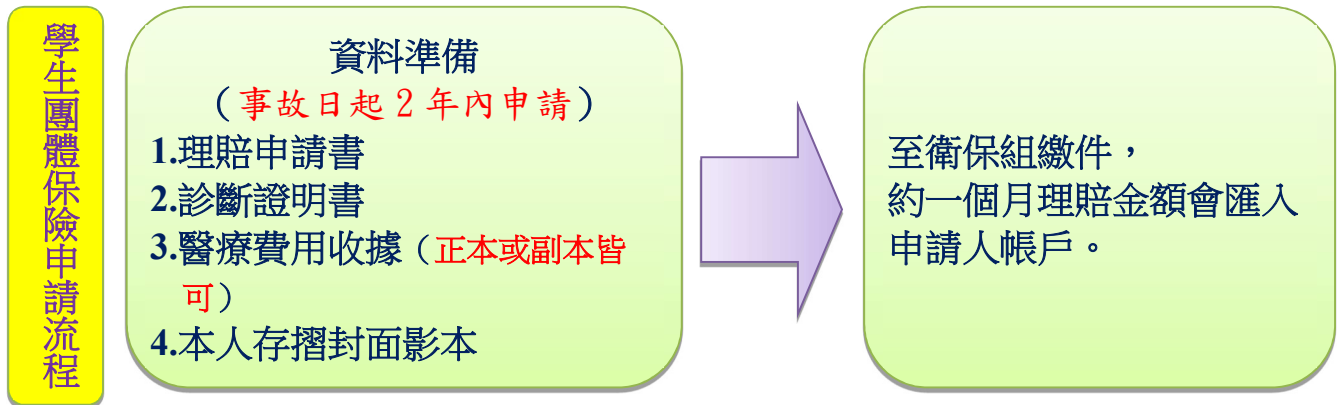 學生團體保險申請流程
資料準備
（事故日起 2 年內申請）
1.理賠申請書
2.診斷證明書
3.醫療費用收據（正本或副本皆
可）
4.本人存摺封面影本
至衛保組繳件，
約一個月理賠金額會匯入
申請人帳戶。